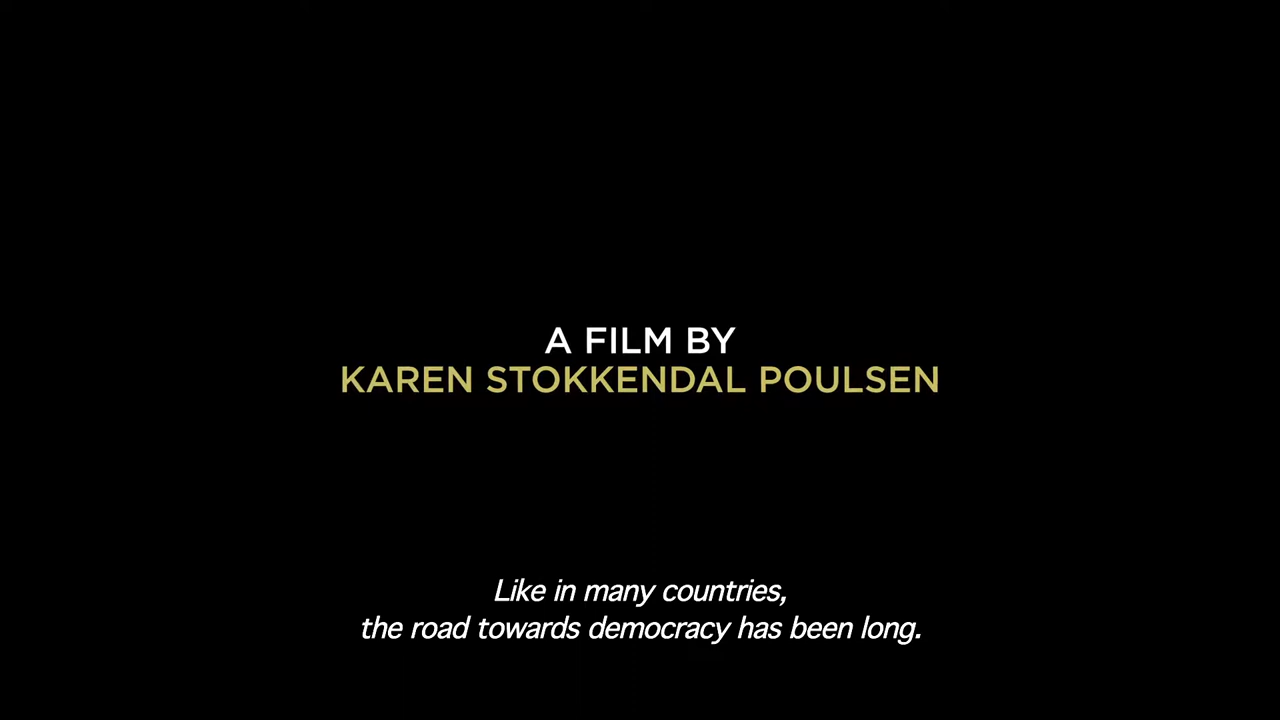 A FILM BY
KAREN STOKKENDAL POULSEN
Like in many countries,
the road towards democracy has been long.